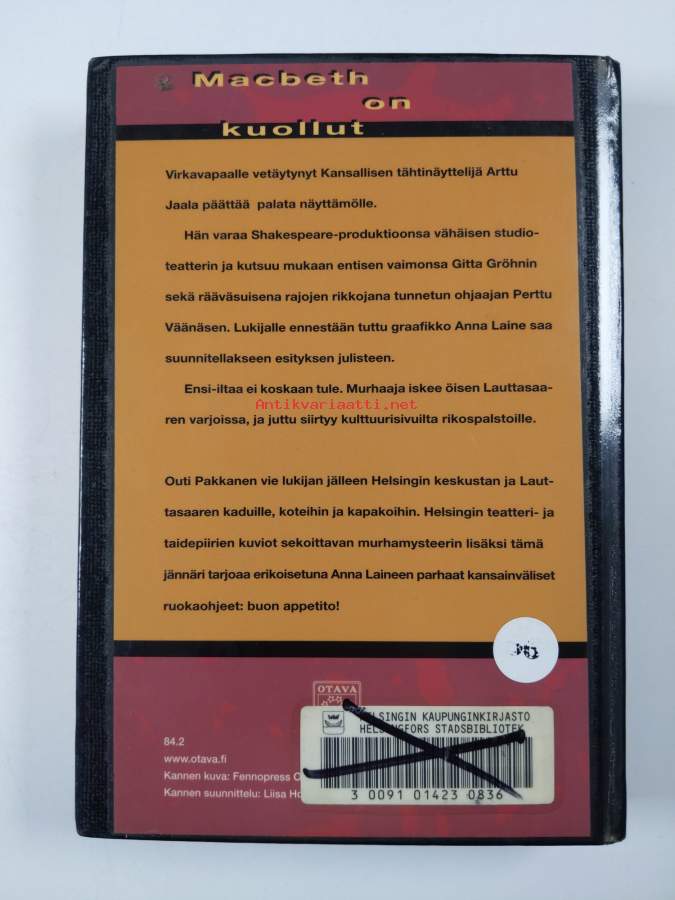 Macbeth
on
kuollut
Virkavapaalle vetäytynyt Kansallisen tähtinäyttelijä Arttu
Jaala päättää palata näyttämölle.
Hän varaa Shakespeare-produktioonsa vähäisen studio-
teatterin ja kutsuu mukaan entisen vaimonsa Gitta Gröhnin
sekä rääväsuisena rajojen rikkojana tunnetun ohjaajan Perttu
Väänäsen. Lukijalle ennestään tuttu graafikko Anna Laine saa
suunnitellakseen esityksen julisteen.
Ensi-iltaa ei koskaan tule. Murhaaja iskee öisen Lauttasaa-
Antikvariaatti.net
ren varjoissa, ja juttu siirtyy kulttuurisivuilta rikospalstoille.
Outi Pakkanen vie lukijan jälleen Helsingin keskustan ja Laut-
tasaaren kaduille, koteihin ja kapakoihin. Helsingin teatteri- ja
taidepiirien kuviot sekoittavan murhamysteerin lisäksi tämä
jännäri tarjoaa erikoisetuna Anna Laineen parhaat kansainväliset
ruokaohjeet: buon appetito!
OTAVA
HELSINGIN KAUPUNGINKIRJASTO
HELSINGFORS STADSBIBLIOTEK
3 0091 01423 0836
84.2
www.otava.fi
Kannen kuva: Fennopress
Kannen suunnittelu: Liisa